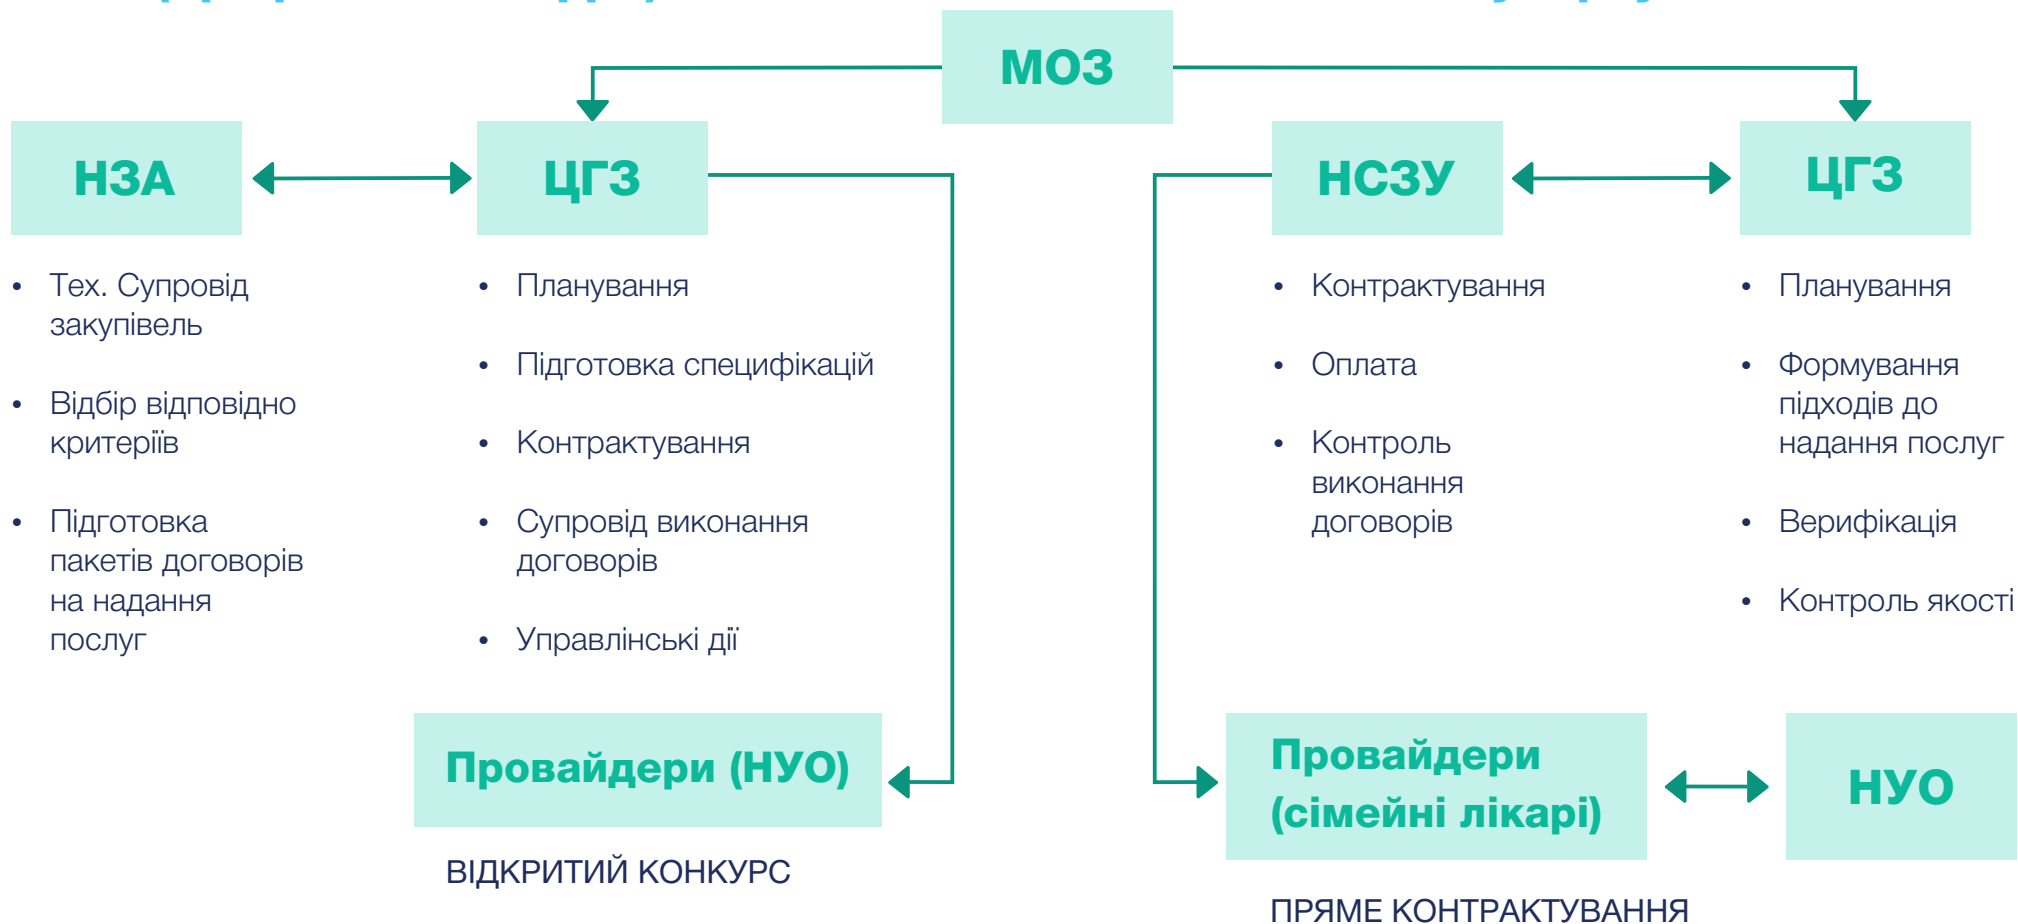 МОЗ
НЗА
ЦГЗ
НСЗУ
ЦГЗ
• Тех. Супровід
закупівель
• Відбір відповідно
критеріїв
• Підготовка
пакетів договорів
на надання
послуг
• Планування
• Підготовка специфікацій
• Контрактування
• Супровід виконання
договорів
• Управлінські дії
• Контрактування
• Оплата
• Контроль
виконання
договорів
• Планування
• Формування
підходів до
надання послуг
• Верифікація
• Контроль якості
Провайдери (НУО)
ВІДКРИТИЙ КОНКУРС
Провайдери
(сімейні лікарі)
НУО
ПРЯМЕ КОНТРАКТУВАННЯ